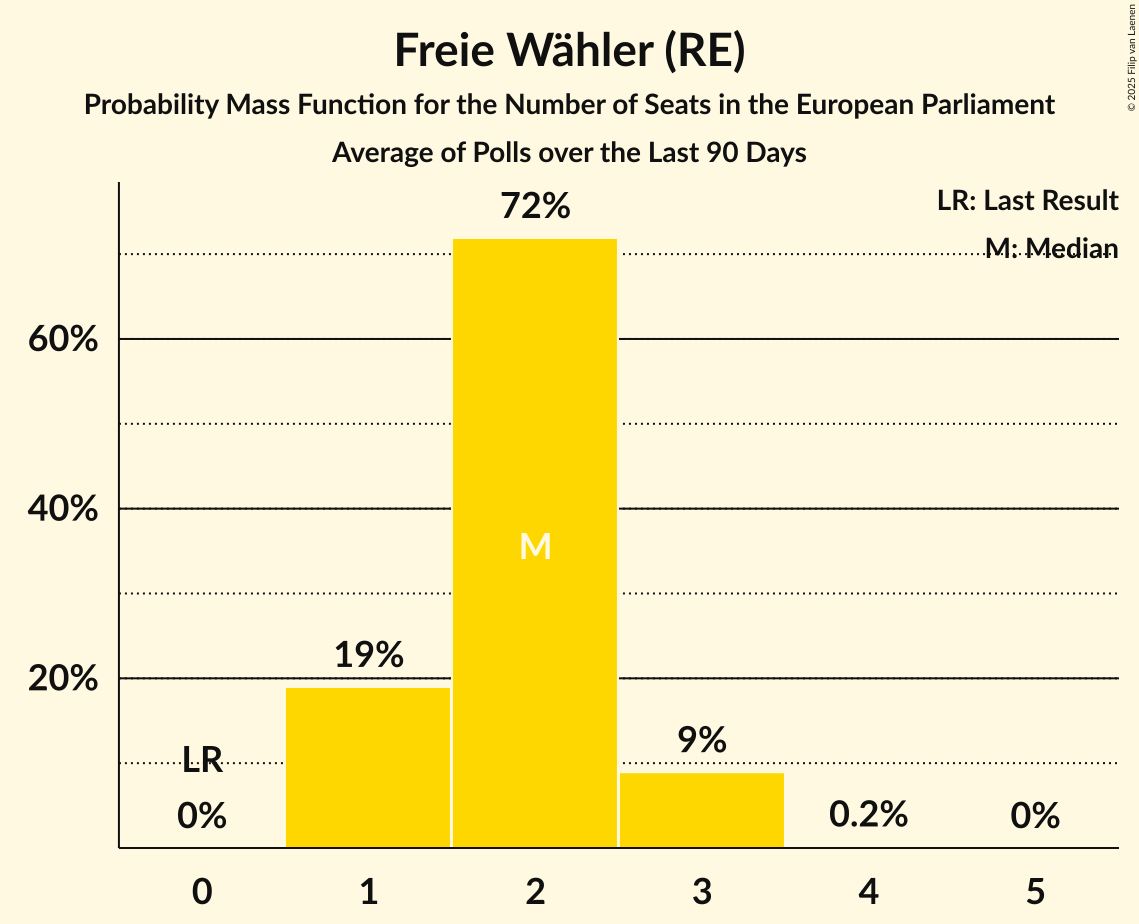 Freie Wähler (RE)
Probability Mass Function for the Number of Seats in the European Parliament
Average of Polls over the Last 90 Days
© 2025 Filip van Laenen
LR: Last Result
M: Median
72%
60%
40%
M
19%
20%
9%
LR
0%
0.2%
0%
0 1 2 3 4 5